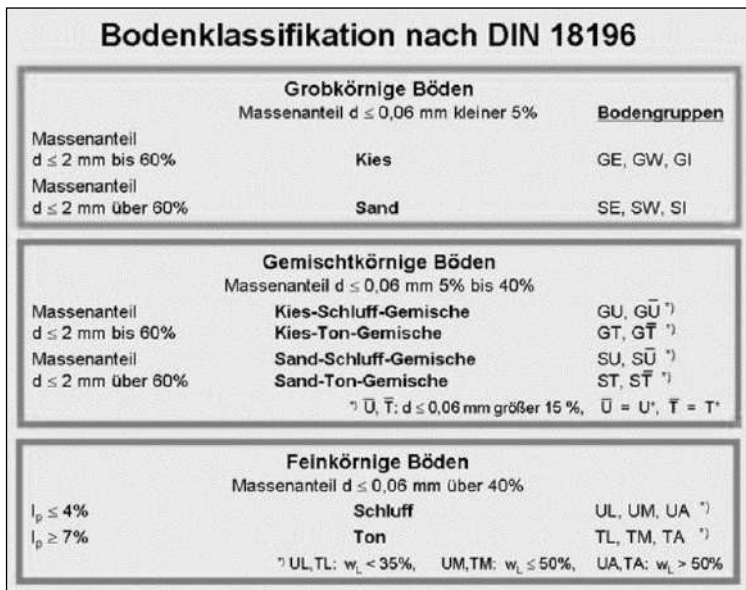 Bodenklassifikation nach DIN 18196
Grobkörnige Böden
Massenanteil d ≤ 0,06 mm kleiner 5% Bodengruppen
Massenanteil
d ≤ 2 mm bis 60% Kies GE, GW, GI
Massenanteil
d ≤ 2 mm über 60% Sand SE, SW, SI
Gemischtkörnige Böden
Massenanteil d ≤ 0,06 mm 5% bis 40%
Massenanteil Kies-Schluff-Gemische GU, GŪ *)
d ≤ 2 mm bis 60% Kies-Ton-Gemische GT, GT̄ *)
Massenanteil Sand-Schluff-Gemische SU, SŪ *)
d ≤ 2 mm über 60% Sand-Ton-Gemische ST, ST̄ *)
*) Ū, T̄: d ≤ 0,06 mm größer 15 %, Ū = U*, T̄ = T*
Feinkörnige Böden
Massenanteil d ≤ 0,06 mm über 40%
Iₚ ≤ 4% Schluff UL, UM, UA *)
Iₚ ≥ 7% Ton TL, TM, TA *)
*) UL,TL: w_L < 35%, UM,TM: w_L ≤ 50%, UA,TA: w_L > 50%